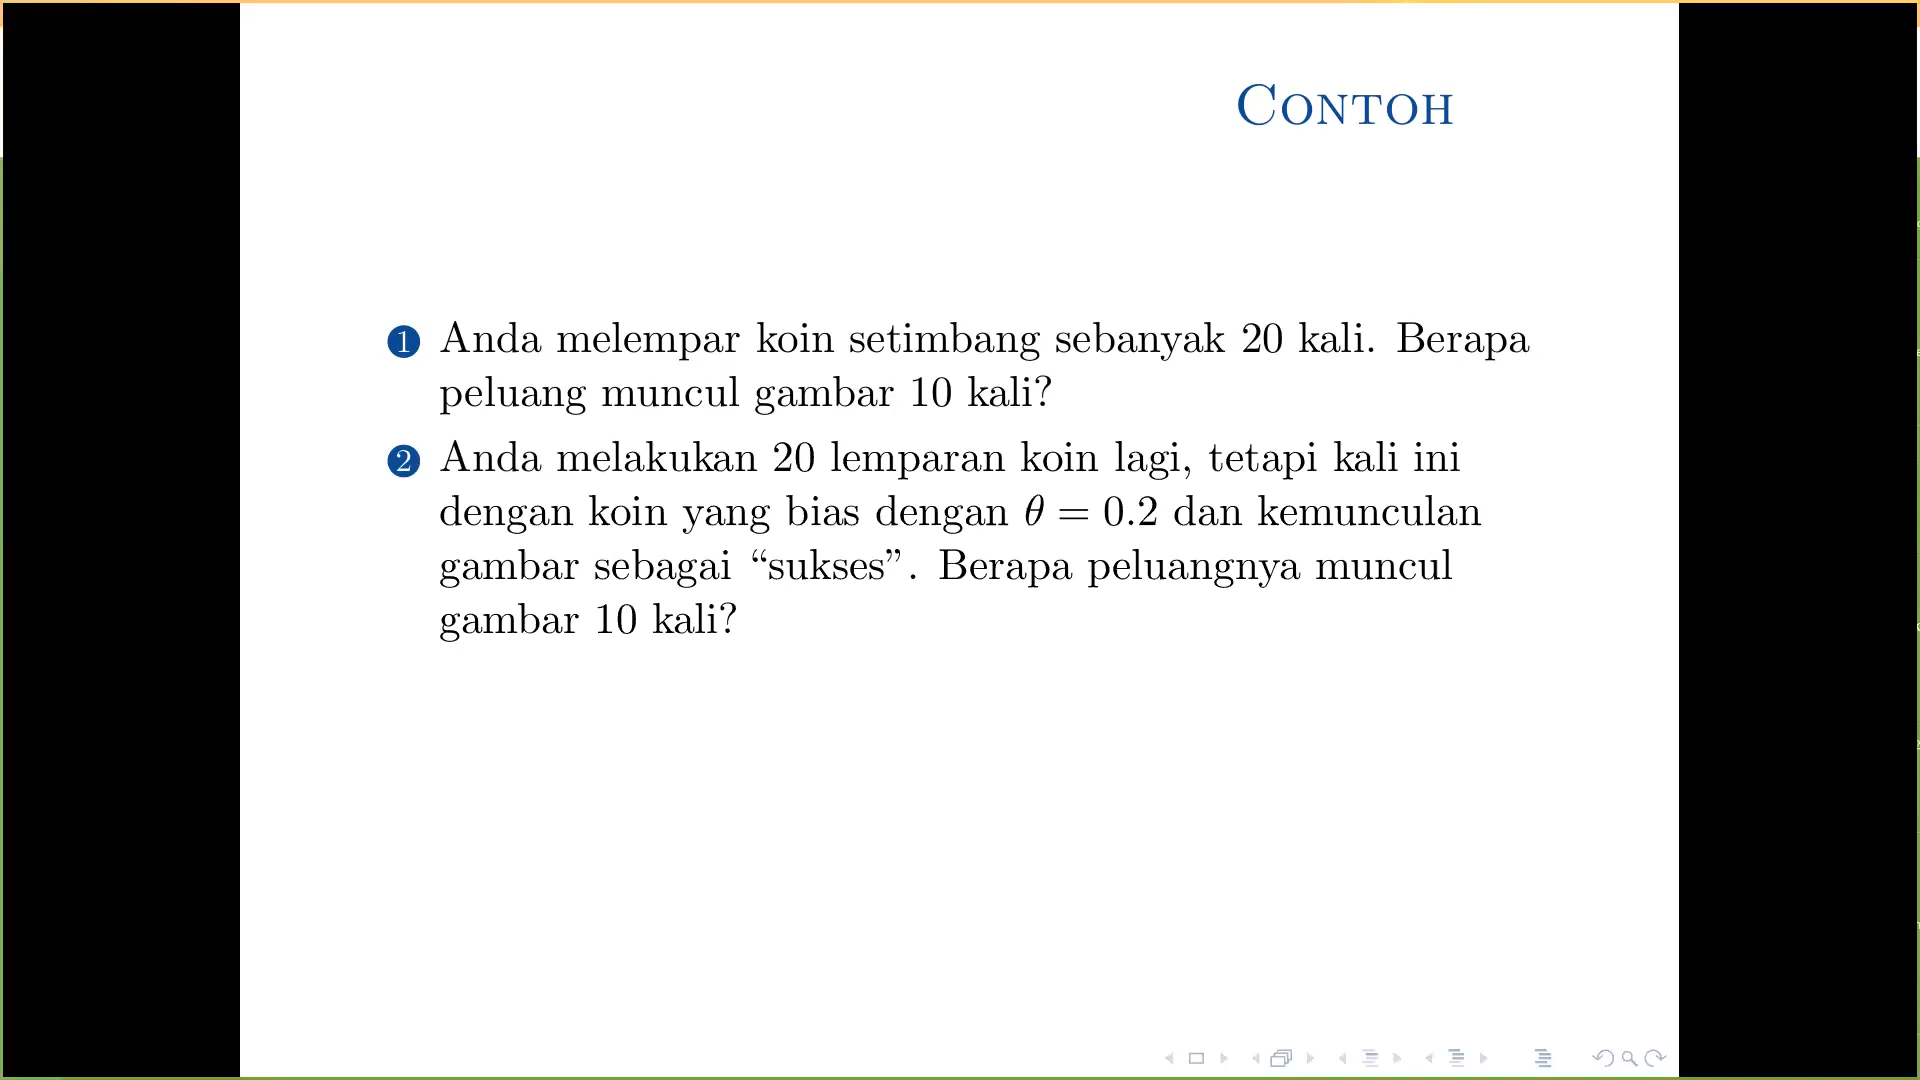 CONTOH
1 Anda melempar koin setimbang sebanyak 20 kali. Berapa
peluang muncul gambar 10 kali?
2 Anda melakukan 20 lemparan koin lagi, tetapi kali ini
dengan koin yang bias dengan θ = 0.2 dan kemunculan
gambar sebagai “sukses”. Berapa peluangnya muncul
gambar 10 kali?